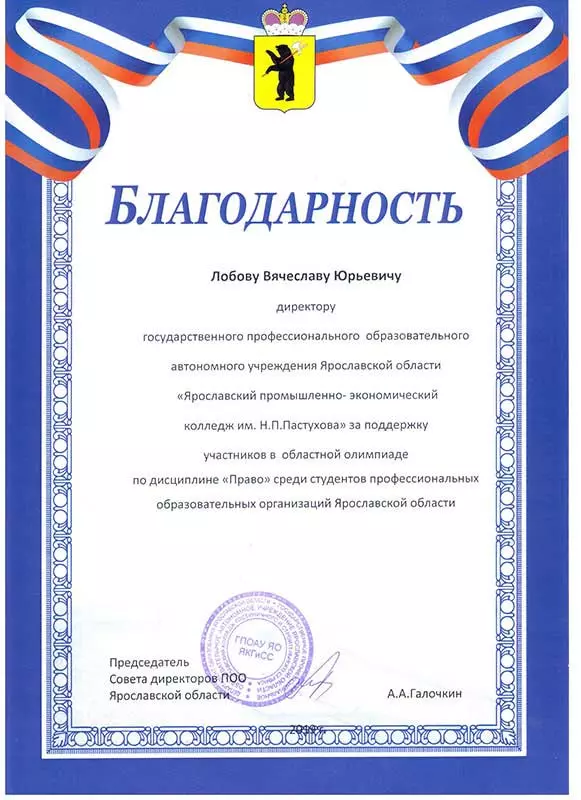 БЛАГОДАРНОСТЬ
Лобову Вячеславу Юрьевичу
директору
государственного профессионального образовательного
автономного учреждения Ярославской области
«Ярославский промышленно- экономический
колледж им. Н.П.Пастухова» за поддержку
участников в областной олимпиаде
по дисциплине «Право» среди студентов профессиональных
образовательных организаций Ярославской области
ГПОАУ ЯО
ЯКГиСС
Председатель
Совета директоров ПОО
Ярославской области
А.А.Галочкин